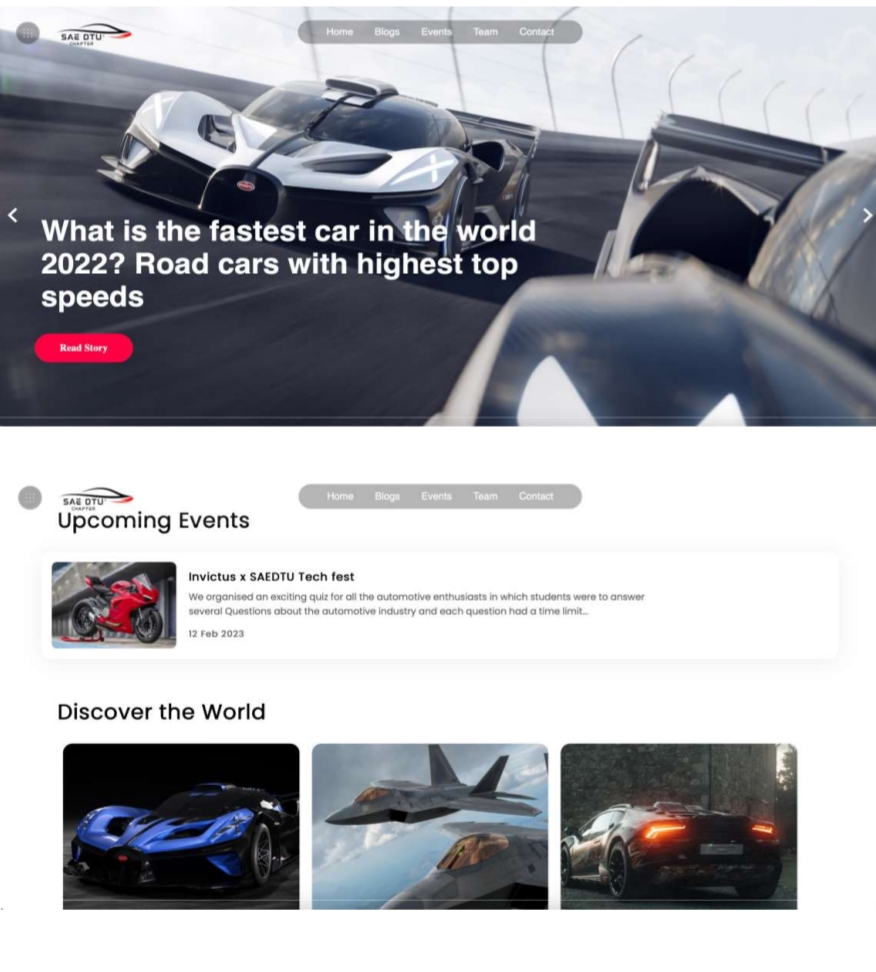 SAE DTU
CHAPTER
Home Blogs Events Team Contact
What is the fastest car in the world
2022? Road cars with highest top
speeds
Read Story
SAE DTU
CHAPTER
Home Blogs Events Team Contact
Upcoming Events
Invictus x SAEDTU Tech fest
We organised an exciting quiz for all the automotive enthusiasts in which students were to answer
several Questions about the automotive industry and each question had a time limit...
12 Feb 2023
Discover the World